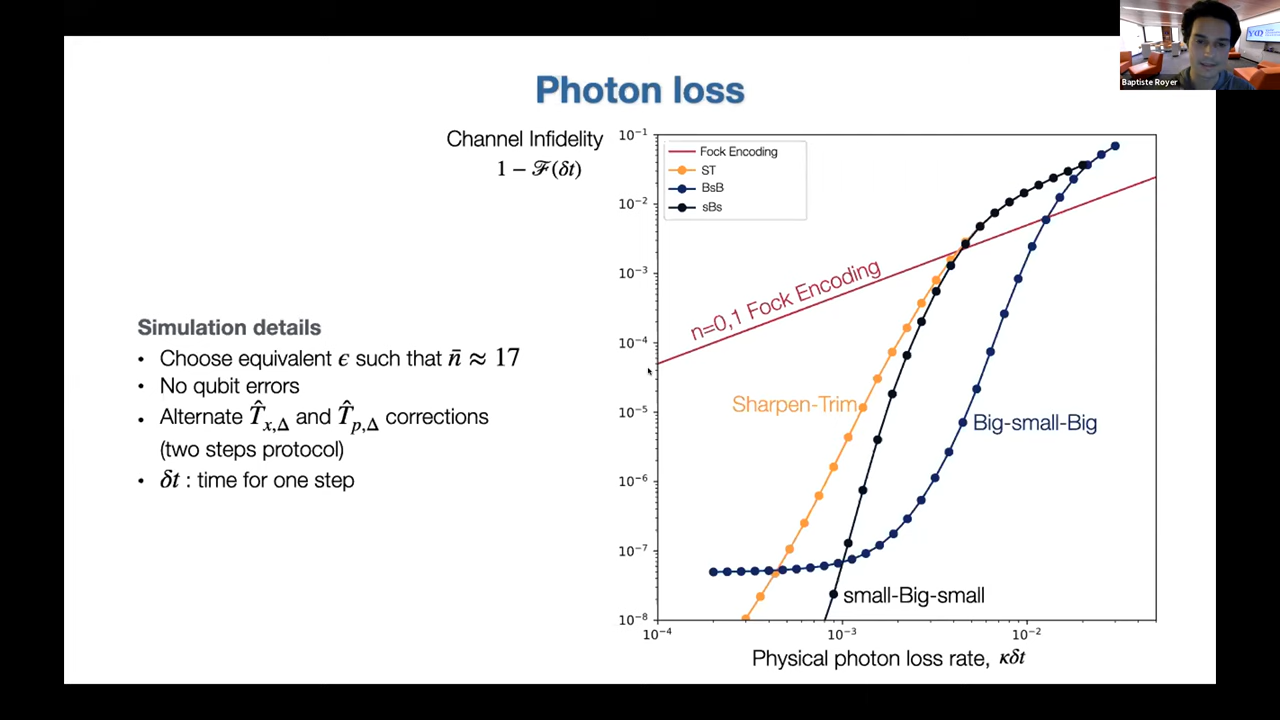 Photon loss
Baptiste Royer
Channel Infidelity
1 − ℱ(δt)
Simulation details
• Choose equivalent ϵ such that n̄ ≈ 17
• No qubit errors
• Alternate T̂x,Δ and T̂p,Δ corrections
(two steps protocol)
• δt : time for one step
Fock Encoding
ST
BsB
sBs
n=0,1 Fock Encoding
Sharpen-Trim
Big-small-Big
small-Big-small
10⁻¹
10⁻²
10⁻³
10⁻⁴
10⁻⁵
10⁻⁶
10⁻⁷
10⁻⁸
10⁻⁴ 10⁻³ 10⁻²
Physical photon loss rate, κδt